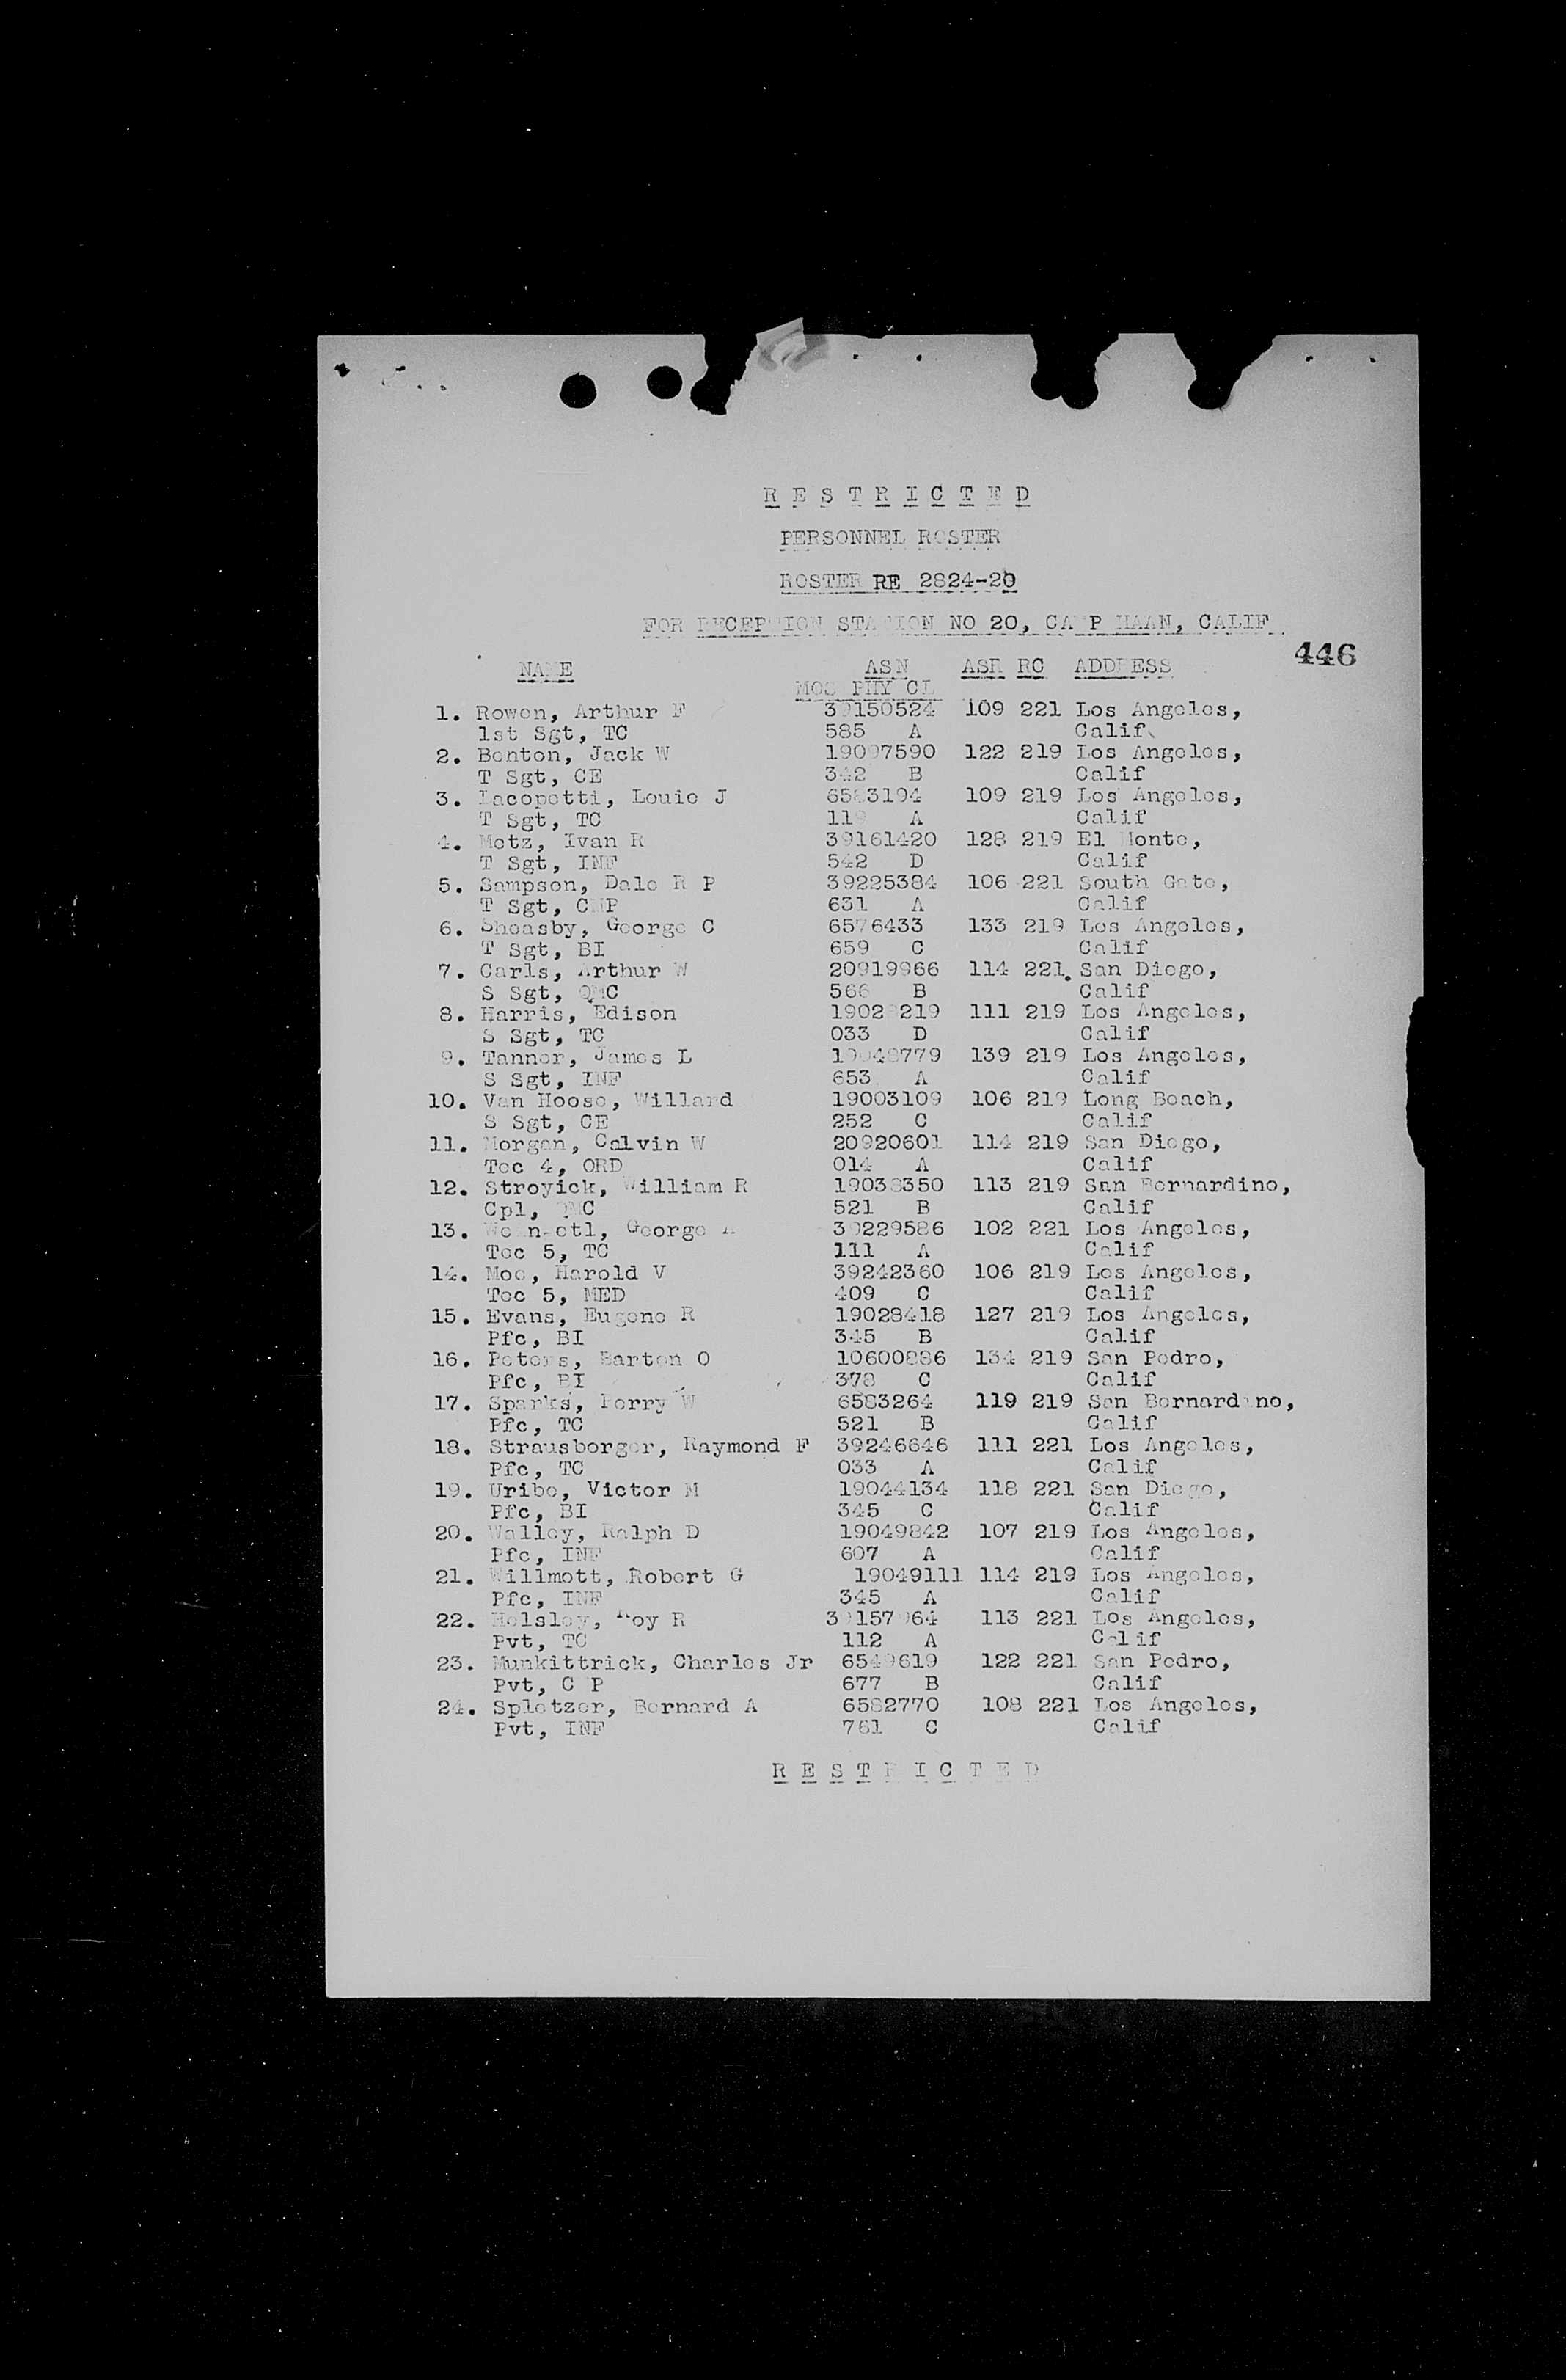 R E S T R I C T E D
PERSONNEL ROSTER
ROSTER RE 2824-20
FOR RECEPTION STATION NO 20, CAMP HAAN, CALIF
446
NAME ASN ASR RC ADDRESS
MOS PHY CL
1. Rowen, Arthur F 39150524 109 221 Los Angeles,
1st Sgt, TC 585 A Calif
2. Benton, Jack W 19097590 122 219 Los Angeles,
T Sgt, CE 342 B Calif
3. Iacopetti, Louie J 6583194 109 219 Los Angeles,
T Sgt, TC 119 A Calif
4. Metz, Ivan R 39161420 128 219 El Monte,
T Sgt, INF 542 D Calif
5. Sampson, Dale R P 39225384 106 221 South Gate,
T Sgt, CMP 631 A Calif
6. Sheasby, George C 6576433 133 219 Los Angeles,
T Sgt, BI 659 C Calif
7. Carls, Arthur W 20919966 114 221. San Diego,
S Sgt, QMC 566 B Calif
8. Harris, Edison 111 219 Los Angeles,
S Sgt, TC 033 D Calif
9. Tanner, James L 19048779 139 219 Los Angeles,
S Sgt, INF 653 A Calif
10. Van Hoose, Willard 19003109 106 219 Long Beach,
S Sgt, CE 252 C Calif
11. Morgan, Calvin W 20920601 114 219 San Diego,
Tec 4, ORD 014 A Calif
12. Stroyick, William R 19038350 113 219 San Bernardino,
Cpl, QMC 521 B Calif
13. George A 39229586 102 221 Los Angeles,
Tec 5, TC 111 A Calif
14. Moe, Harold V 39242360 106 219 Los Angeles,
Tec 5, MED 409 C Calif
15. Evans, Eugene R 19028418 127 219 Los Angeles,
Pfc, BI 345 B Calif
16. Peters, Barton O 10600886 134 219 San Pedro,
Pfc, BI 378 C Calif
17. Sparks, Perry W 6583264 119 219 San Bernardino,
Pfc, TC 521 B Calif
18. Strausberger, Raymond F 39246646 111 221 Los Angeles,
Pfc, TC 033 A Calif
19. Uribe, Victor M 19044134 118 221 San Diego,
Pfc, BI 345 C Calif
20. Walley, Ralph D 19049842 107 219 Los Angeles,
Pfc, INF 607 A Calif
21. Willmott, Robert G 19049111 114 219 Los Angeles,
Pfc, INF 345 A Calif
22. Helsley, Roy R 39157964 113 221 Los Angeles,
Pvt, TC 112 A Calif
23. Munkittrick, Charles Jr 6549619 122 221 San Pedro,
Pvt, CMP 677 B Calif
24. Spletzer, Bernard A 6582770 108 221 Los Angeles,
Pvt, INF 761 C Calif
R E S T R I C T E D